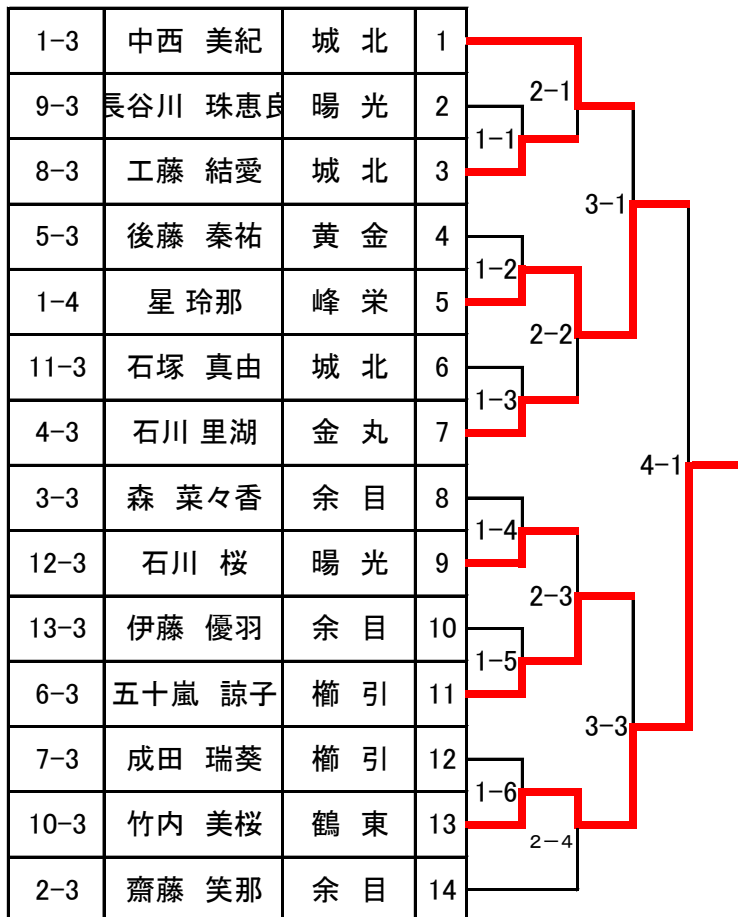 1-3 中西 美紀 城 北 1
2-1
9-3 長谷川 珠恵良 暘 光 2
1-1
8-3 工藤 結愛 城 北 3
3-1
5-3 後藤 秦祐 黄 金 4
1-2
1-4 星 玲那 峰 栄 5
2-2
11-3 石塚 真由 城 北 6
1-3
4-3 石川 里湖 金 丸 7
4-1
3-3 森 菜々香 余 目 8
1-4
12-3 石川 桜 暘 光 9
2-3
13-3 伊藤 優羽 余 目 10
1-5
6-3 五十嵐 諒子 櫛 引 11
3-3
7-3 成田 瑞葵 櫛 引 12
1-6
10-3 竹内 美桜 鶴 東 13
2-4
2-3 齋藤 笑那 余 目 14